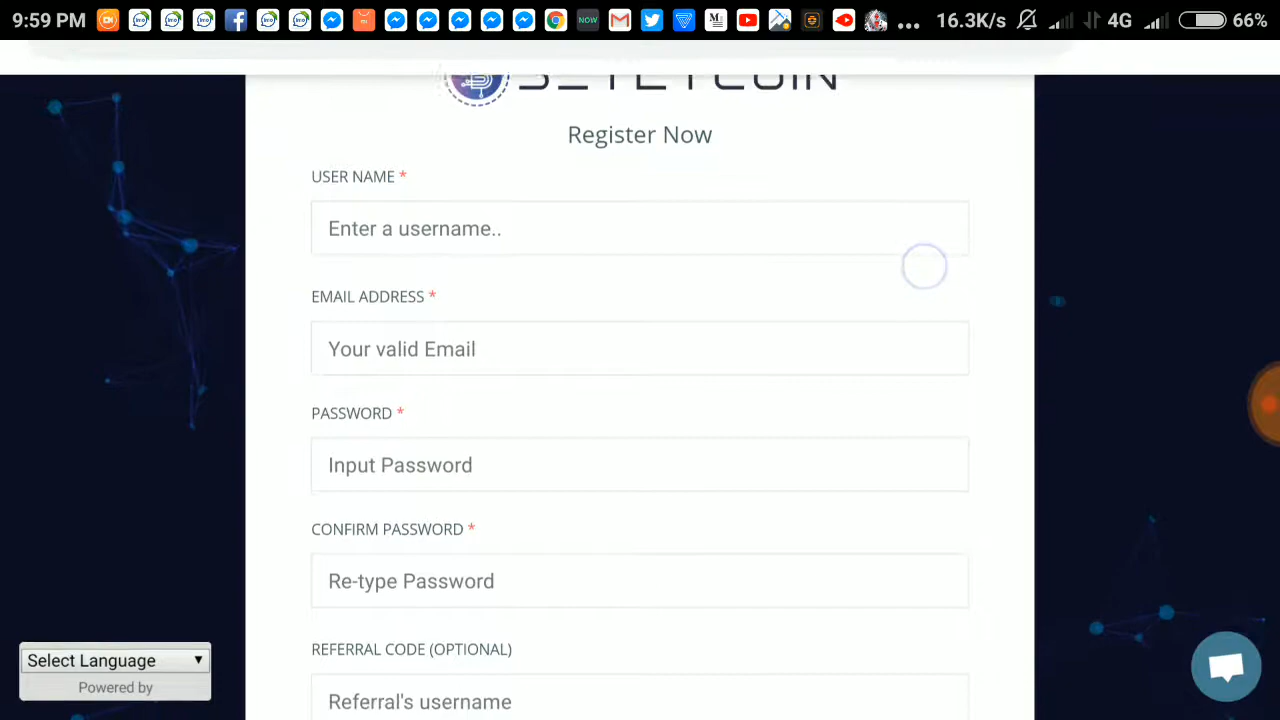 9:59 PM NOW 16.3K/s 4G 66%
Register Now
USER NAME *
Enter a username..
EMAIL ADDRESS *
Your valid Email
PASSWORD *
Input Password
CONFIRM PASSWORD *
Re-type Password
REFERRAL CODE (OPTIONAL)
Referral's username
Select Language ▼
Powered by